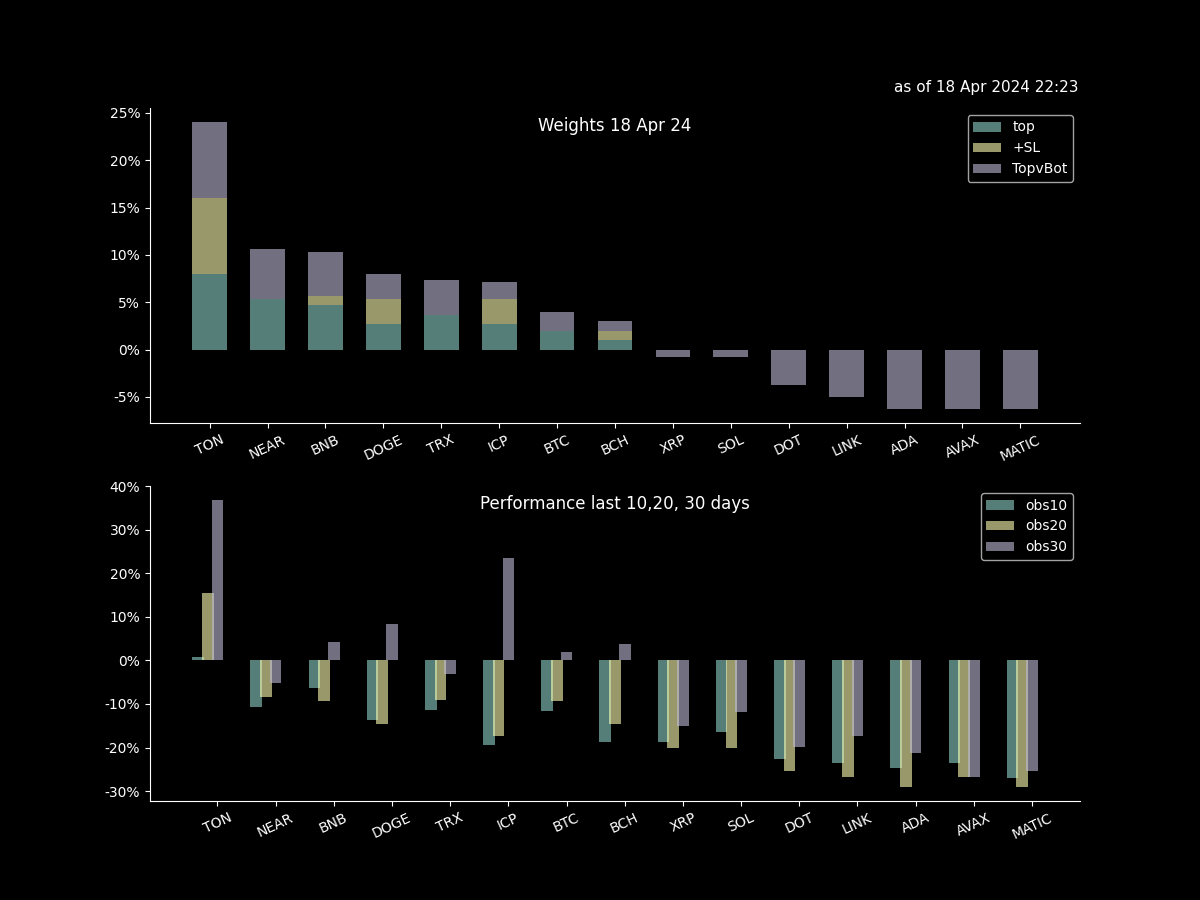 as of 18 Apr 2024 22:23
Weights 18 Apr 24
top
+SL
TopvBot
25%
20%
15%
10%
5%
0%
-5%
TON NEAR BNB DOGE TRX ICP BTC BCH XRP SOL DOT LINK ADA AVAX MATIC
Performance last 10,20, 30 days
obs10
obs20
obs30
40%
30%
20%
10%
0%
-10%
-20%
-30%
TON NEAR BNB DOGE TRX ICP BTC BCH XRP SOL DOT LINK ADA AVAX MATIC